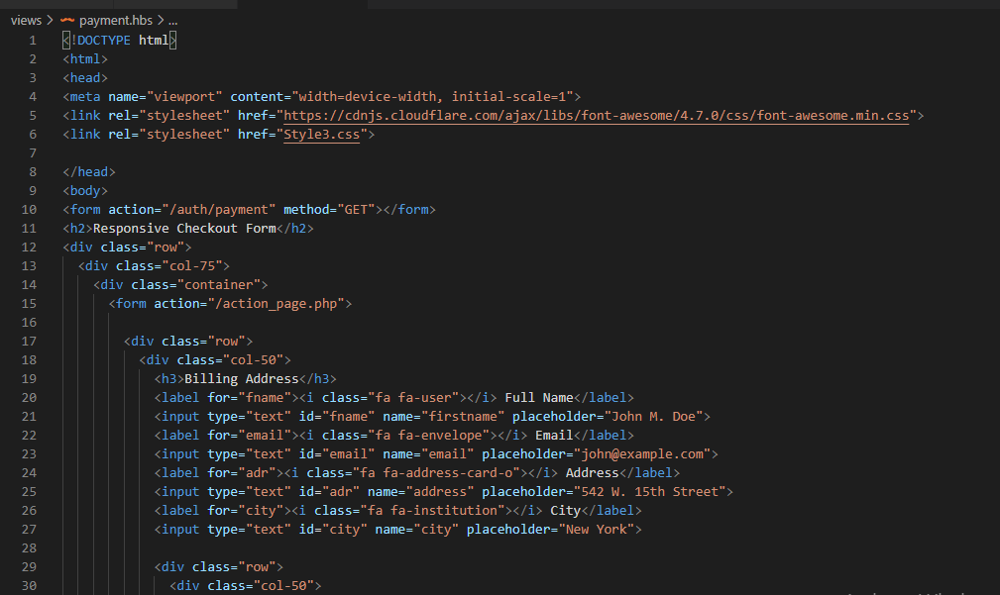 views > payment.hbs > ...
1 <!DOCTYPE html>
2 <html>
3 <head>
4 <meta name="viewport" content="width=device-width, initial-scale=1">
5 <link rel="stylesheet" href="https://cdnjs.cloudflare.com/ajax/libs/font-awesome/4.7.0/css/font-awesome.min.css">
6 <link rel="stylesheet" href="Style3.css">
7
8 </head>
9 <body>
10 <form action="/auth/payment" method="GET"></form>
11 <h2>Responsive Checkout Form</h2>
12 <div class="row">
13 <div class="col-75">
14 <div class="container">
15 <form action="/action_page.php">
16
17 <div class="row">
18 <div class="col-50">
19 <h3>Billing Address</h3>
20 <label for="fname"><i class="fa fa-user"></i> Full Name</label>
21 <input type="text" id="fname" name="firstname" placeholder="John M. Doe">
22 <label for="email"><i class="fa fa-envelope"></i> Email</label>
23 <input type="text" id="email" name="email" placeholder="john@example.com">
24 <label for="adr"><i class="fa fa-address-card-o"></i> Address</label>
25 <input type="text" id="adr" name="address" placeholder="542 W. 15th Street">
26 <label for="city"><i class="fa fa-institution"></i> City</label>
27 <input type="text" id="city" name="city" placeholder="New York">
28
29 <div class="row">
30 <div class="col-50">